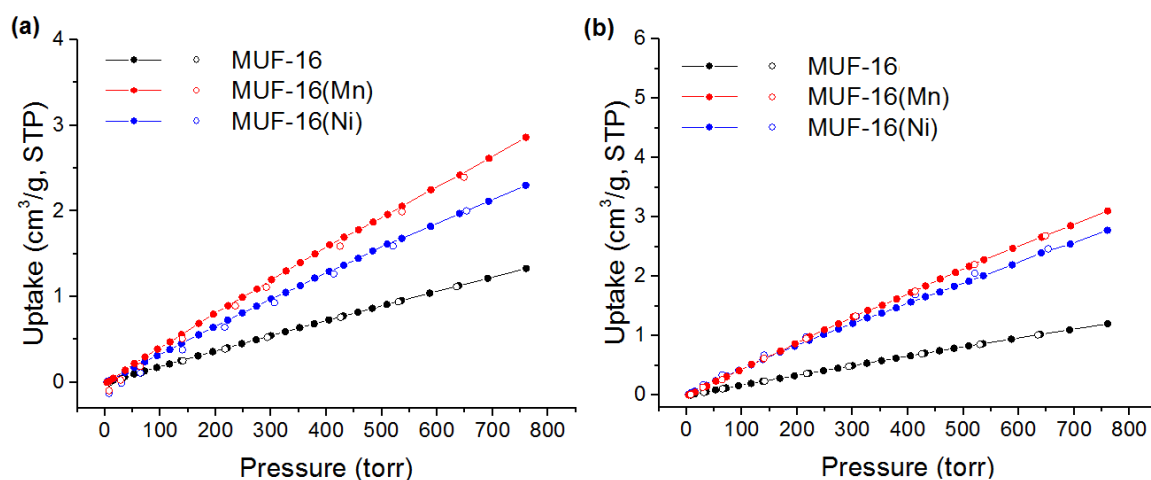 (a)
4
3
2
1
0
Uptake (cm³/g, STP)
MUF-16
MUF-16(Mn)
MUF-16(Ni)
0 100 200 300 400 500 600 700 800
Pressure (torr)
(b)
6
5
4
3
2
1
0
Uptake (cm³/g, STP)
MUF-16
MUF-16(Mn)
MUF-16(Ni)
0 100 200 300 400 500 600 700 800
Pressure (torr)